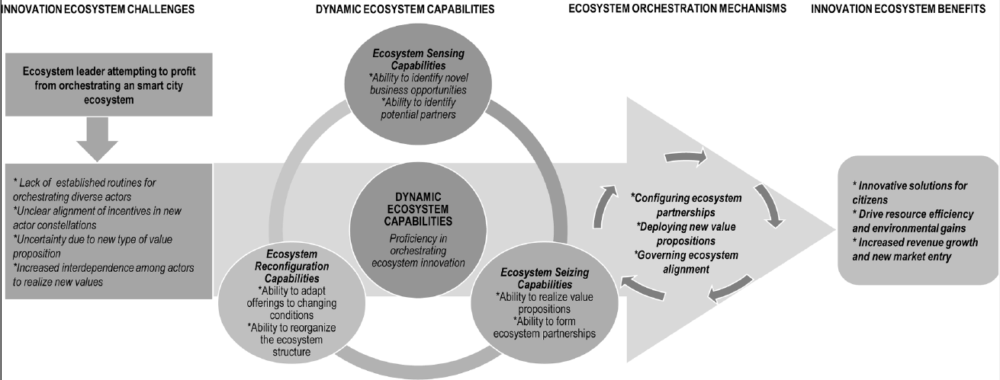 INNOVATION ECOSYSTEM CHALLENGES
DYNAMIC ECOSYSTEM CAPABILITIES
ECOSYSTEM ORCHESTRATION MECHANISMS
INNOVATION ECOSYSTEM BENEFITS
Ecosystem leader attempting to profit
from orchestrating an smart city
ecosystem
* Lack of established routines for
orchestrating diverse actors
*Unclear alignment of incentives in new
actor constellations
*Uncertainty due to new type of value
proposition
*Increased interdependence among actors
to realize new values
Ecosystem Sensing
Capabilities
*Ability to identify novel
business opportunities
*Ability to identify
potential partners
DYNAMIC
ECOSYSTEM
CAPABILITIES
Proficiency in
orchestrating
ecosystem innovation
Ecosystem
Reconfiguration
Capabilities
*Ability to adapt
offerings to changing
conditions
*Ability to reorganize
the ecosystem
structure
Ecosystem Seizing
Capabilities
*Ability to realize value
propositions
*Ability to form
ecosystem partnerships
*Configuring ecosystem
partnerships
*Deploying new value
propositions
*Governing ecosystem
alignment
* Innovative solutions for
citizens
* Drive resource efficiency
and environmental gains
* Increased revenue growth
and new market entry